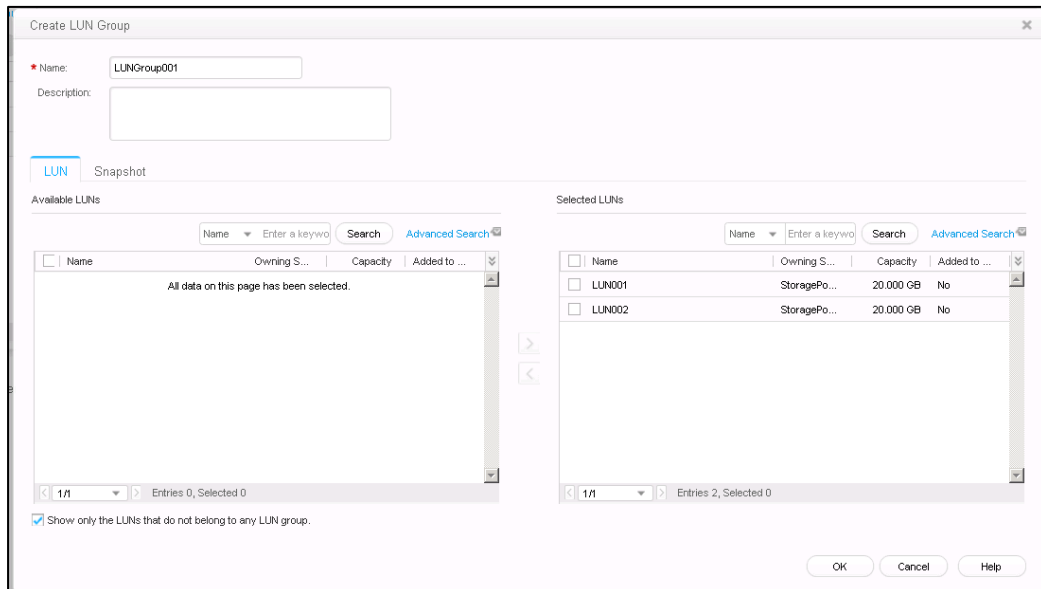 Create LUN Group
* Name: LUNGroup001
Description:
LUN Snapshot
Available LUNs
Name Enter a keywo Search Advanced Search
Name Owning S... Capacity Added to ...
All data on this page has been selected.
1/1 Entries 0, Selected 0
Show only the LUNs that do not belong to any LUN group.
Selected LUNs
Name Enter a keywo Search Advanced Search
Name Owning S... Capacity Added to ...
LUN001 StoragePo... 20.000 GB No
LUN002 StoragePo... 20.000 GB No
1/1 Entries 2, Selected 0
OK Cancel Help